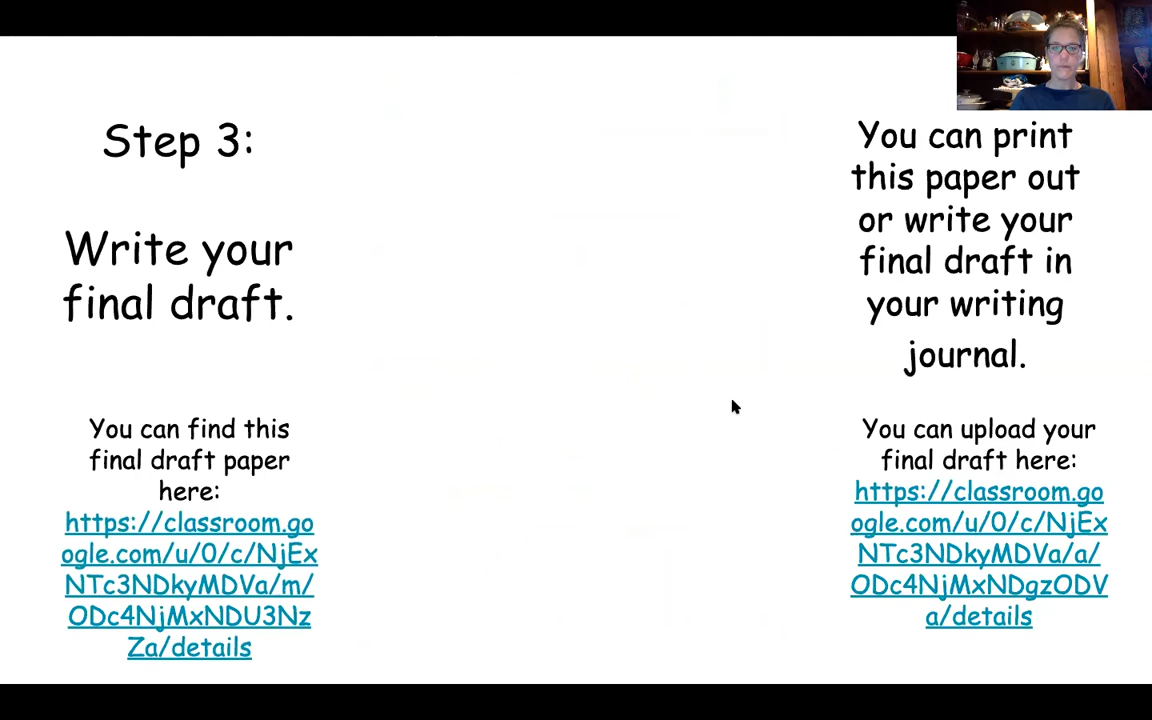 Step 3:
Write your
final draft.
You can find this
final draft paper
here:
https://classroom.go
ogle.com/u/0/c/NjEx
NTc3NDkyMDVa/m/
ODc4NjMxNDU3Nz
Za/details
You can print
this paper out
or write your
final draft in
your writing
journal.
You can upload your
final draft here:
https://classroom.go
ogle.com/u/0/c/NjEx
NTc3NDkyMDVa/a/
ODc4NjMxNDgzODV
a/details